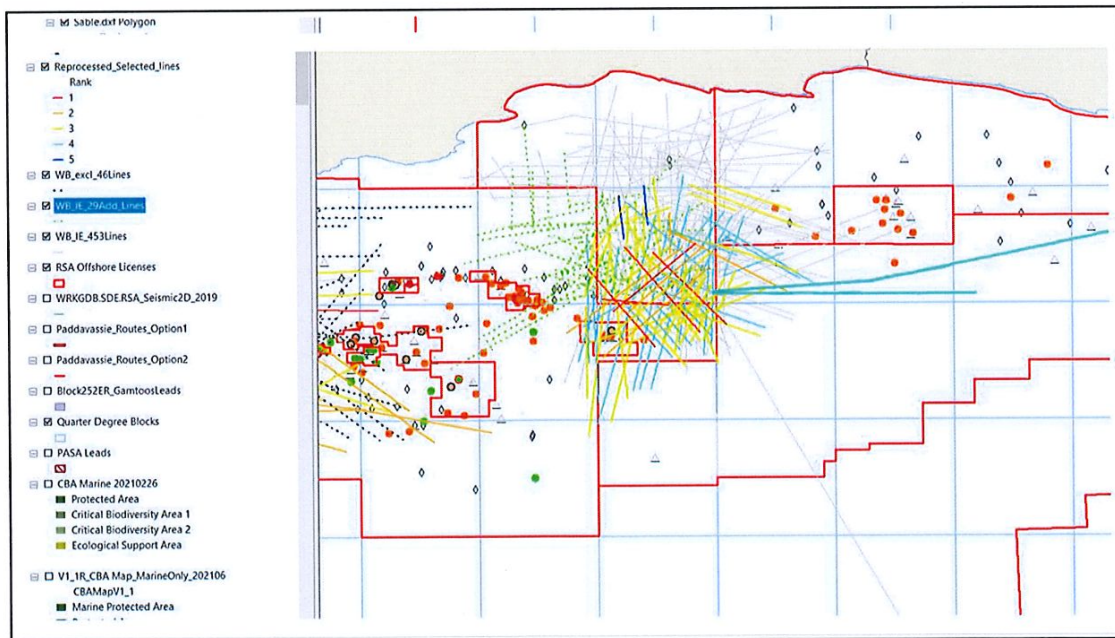 Sable.dxf Polygon
Reprocessed_Selected_lines
Rank
1
2
3
4
5
WB_excl_46Lines
WB_IE_29Add_Lines
WB_IE_453Lines
RSA Offshore Licenses
WRKGDB.SDE.RSA_Seismic2D_2019
Paddavassie_Routes_Option1
Paddavassie_Routes_Option2
Block252ER_GamtoosLeads
Quarter Degree Blocks
PASA Leads
CBA Marine 20210226
Protected Area
Critical Biodiversity Area 1
Critical Biodiversity Area 2
Ecological Support Area
V1_1R_CBA Map_MarineOnly_202106
CBAMapV1_1
Marine Protected Area